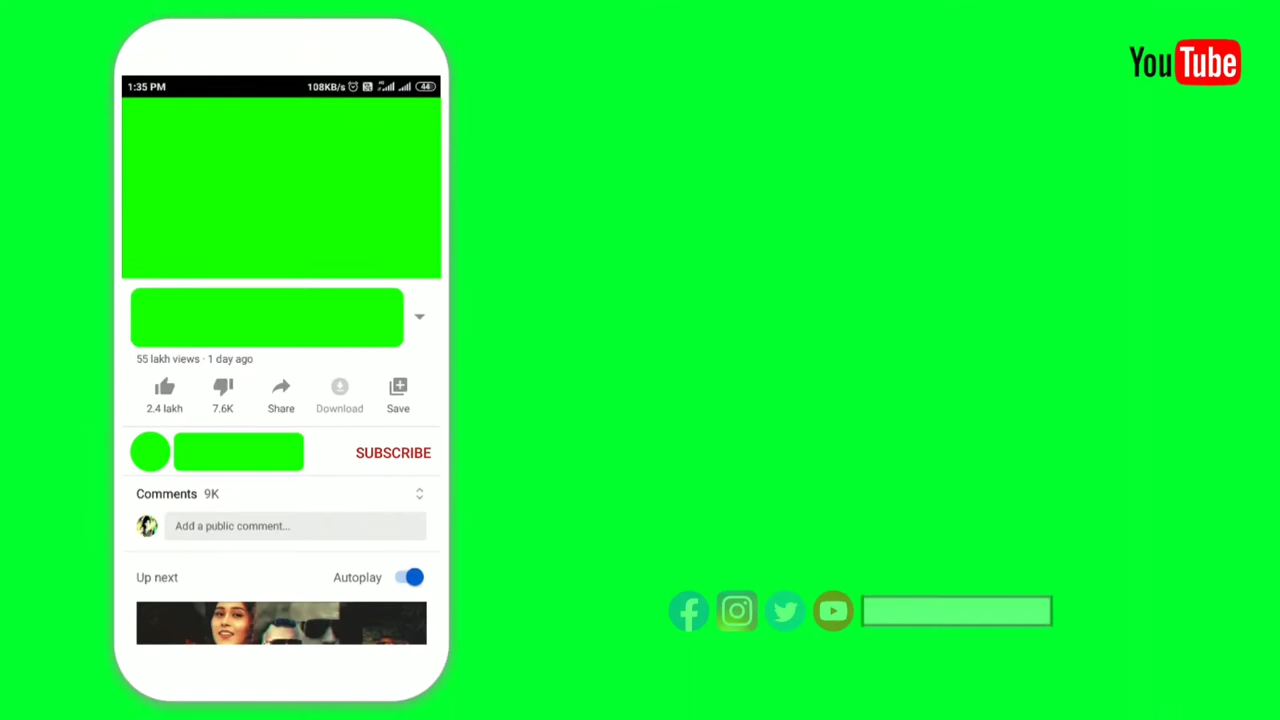 YouTube
1:35 PM 108KB/s 44
55 lakh views · 1 day ago
2.4 lakh 7.6K Share Download Save
SUBSCRIBE
Comments 9K
Add a public comment...
Up next Autoplay